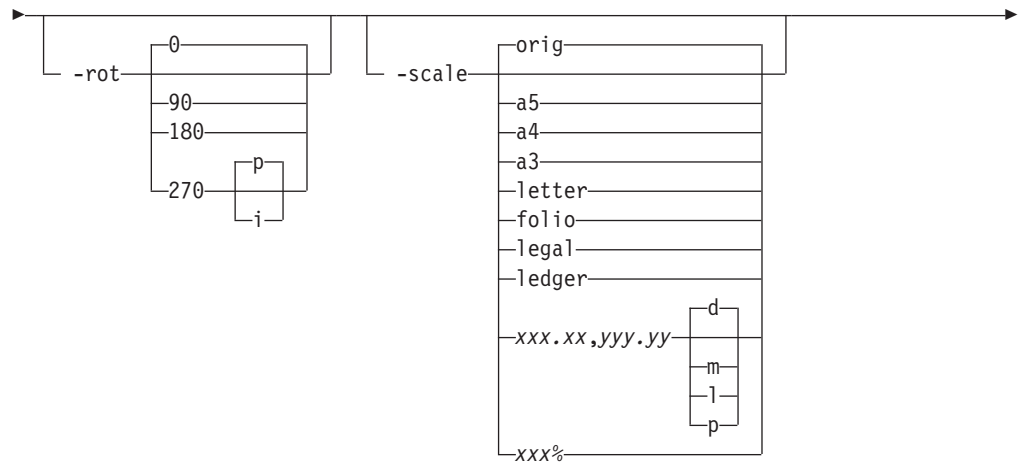 0 orig
-rot -scale
90 a5
180 a4
p a3
270 letter
i folio
legal
ledger
d
xxx.xx,yyy.yy
m
l
p
xxx%